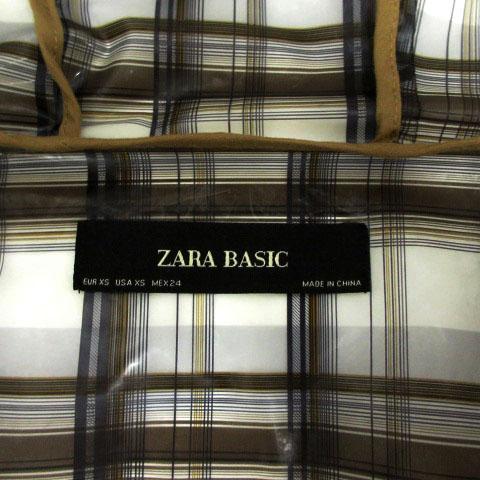 ZARA BASIC
EUR XS USA XS MEX 24 MADE IN CHINA